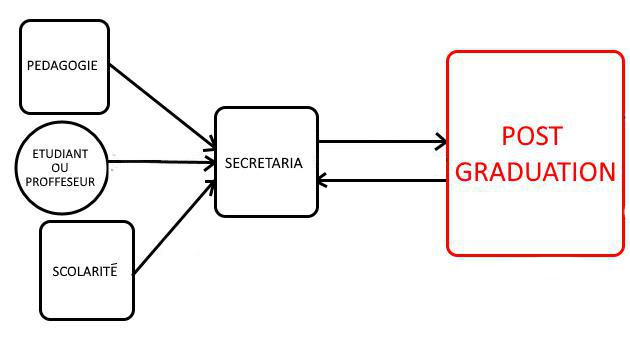 PEDAGOGIE
ETUDIANT
OU
PROFFESEUR
SCOLARITÉ
SECRETARIA
POST
GRADUATION